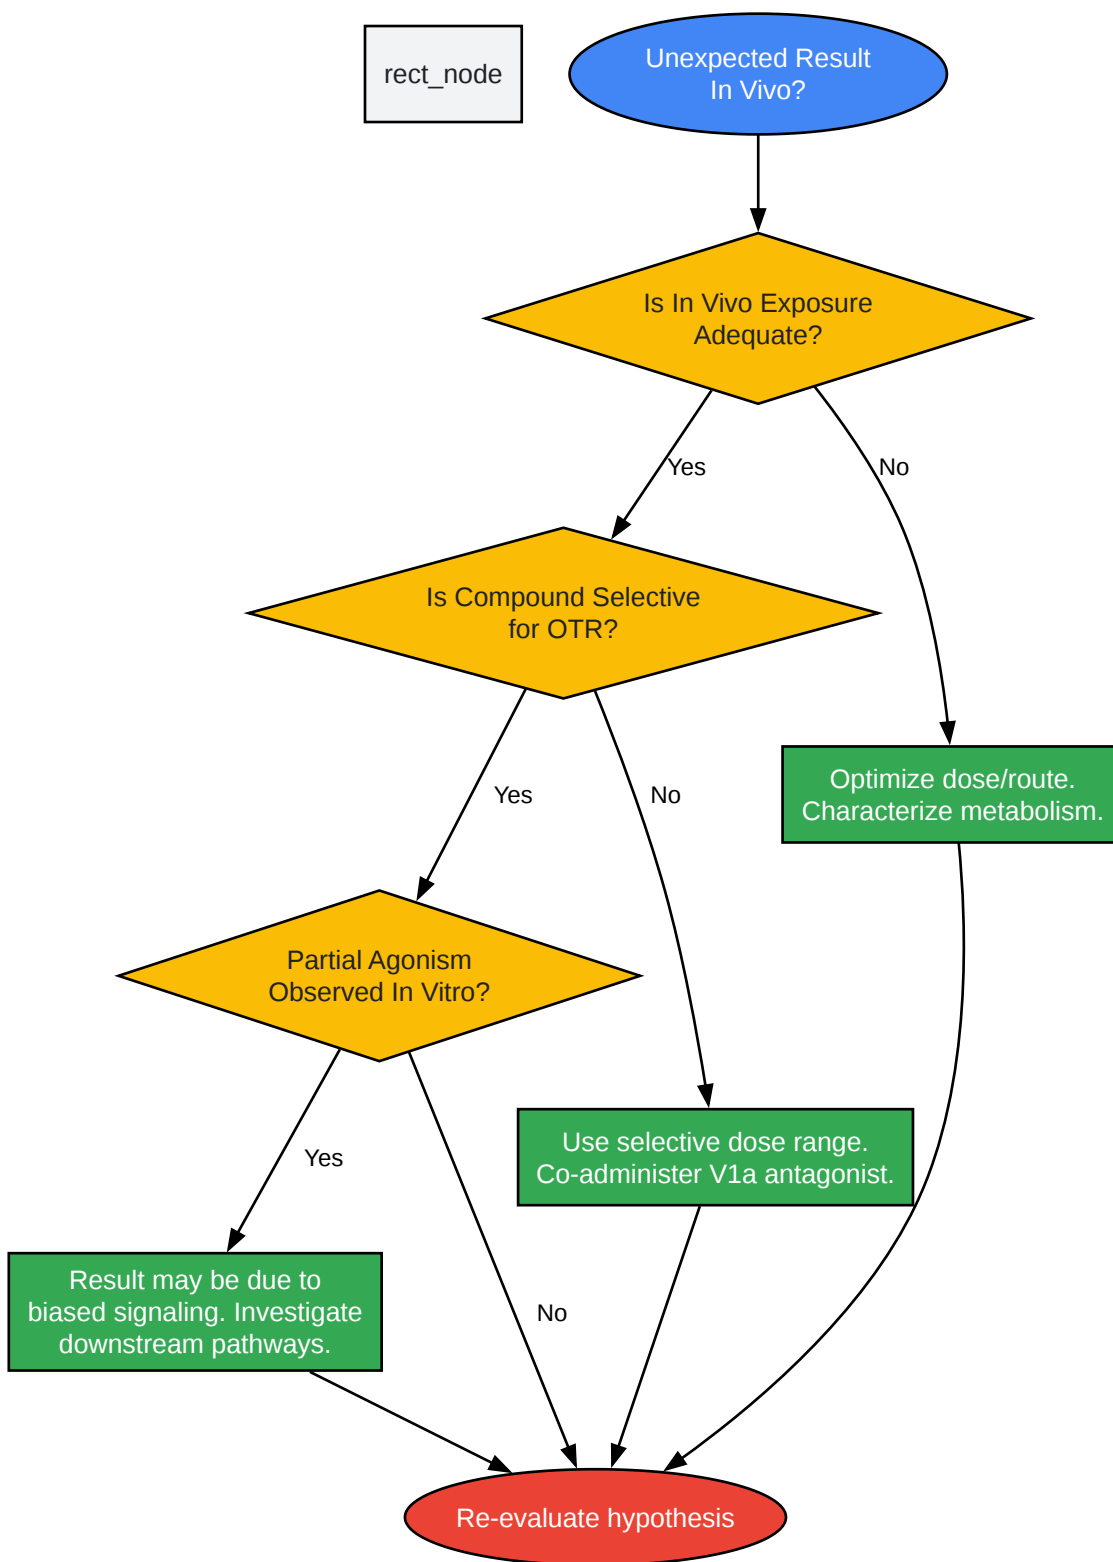 rect_node
Unexpected Result
In Vivo?
Is In Vivo Exposure
Adequate?
Yes
No
Is Compound Selective
for OTR?
Yes
No
Optimize dose/route.
Characterize metabolism.
Partial Agonism
Observed In Vitro?
Yes
No
Use selective dose range.
Co-administer V1a antagonist.
Result may be due to
biased signaling. Investigate
downstream pathways.
Re-evaluate hypothesis